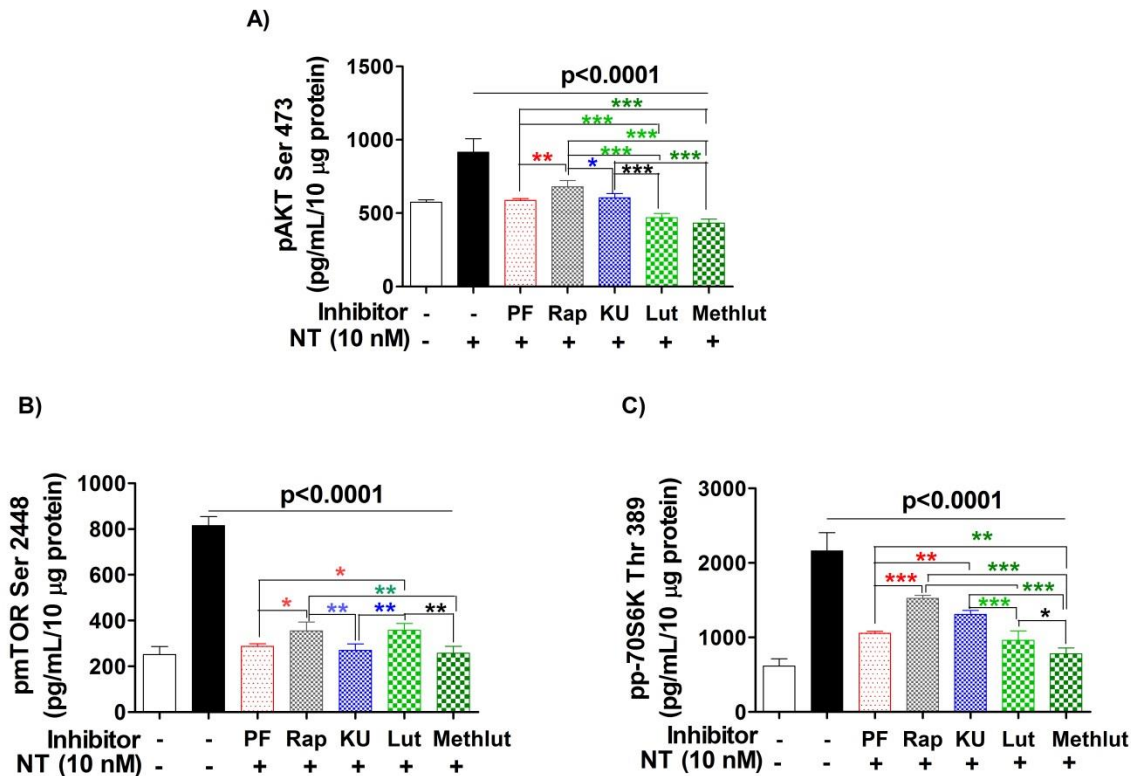 A)
p<0.0001
pAKT Ser 473
(pg/mL/10 µg protein)
1500
1000
500
0
***
***
***
** *** ***
* ***
Inhibitor - - PF Rap KU Lut Methlut
NT (10 nM) - + + + + + +
B)
p<0.0001
pmTOR Ser 2448
(pg/mL/10 µg protein)
1000
800
600
400
200
0
*
**
* ** ** **
Inhibitor - - PF Rap KU Lut Methlut
NT (10 nM) - + + + + + +
C)
p<0.0001
pp-70S6K Thr 389
(pg/mL/10 µg protein)
3000
2000
1000
0
**
**
*** ***
***
***
*
Inhibitor - - PF Rap KU Lut Methlut
NT (10 nM) - + + + + + +